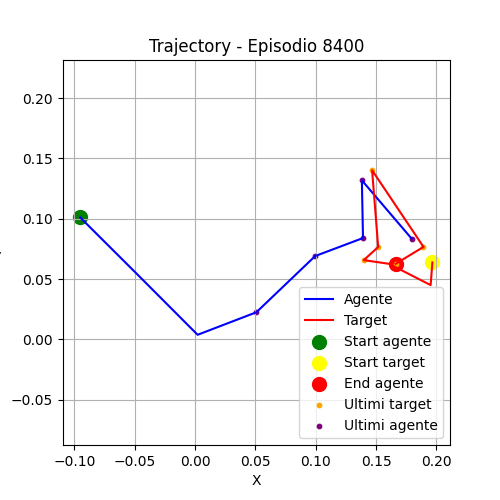 Trajectory - Episodio 8400
0.20
0.15
0.10
0.05
0.00
−0.05
−0.10 −0.05 0.00 0.05 0.10 0.15 0.20
X
Agente
Target
Start agente
Start target
End agente
Ultimi target
Ultimi agente